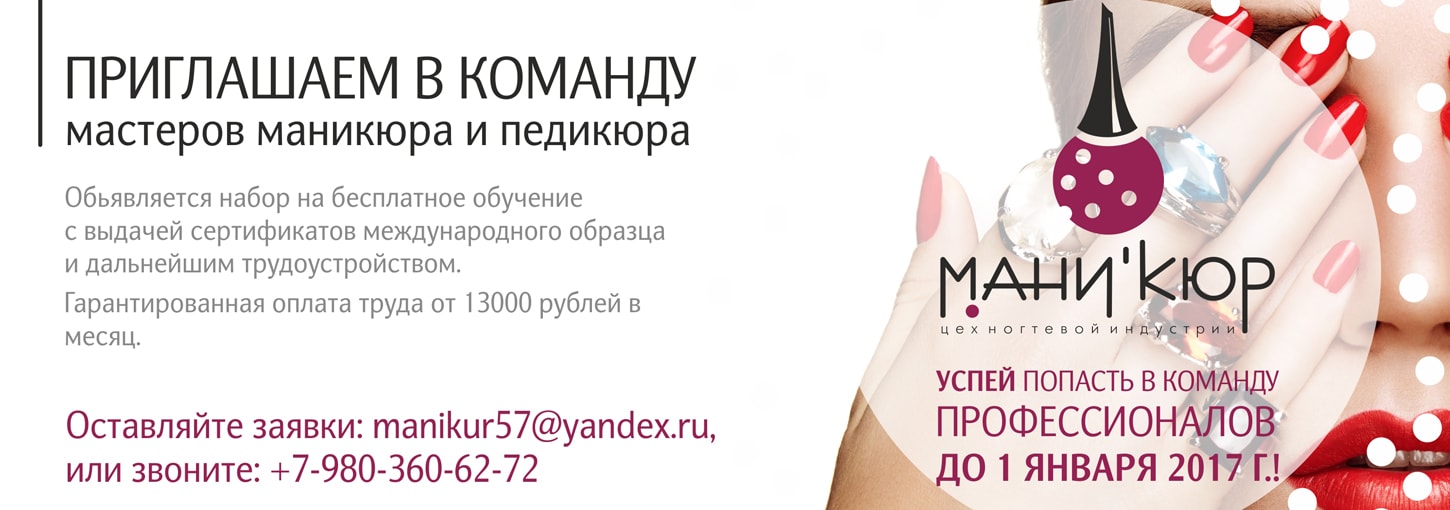 ПРИГЛАШАЕМ В КОМАНДУ
мастеров маникюра и педикюра
Обьявляется набор на бесплатное обучение
с выдачей сертификатов международного образца
и дальнейшим трудоустройством.
Гарантированная оплата труда от 13000 рублей в
месяц.
Оставляйте заявки: manikur57@yandex.ru,
или звоните: +7-980-360-62-72
МАНИ'КЮР
цех ногтевой индустрии
УСПЕЙ ПОПАСТЬ В КОМАНДУ
ПРОФЕССИОНАЛОВ
ДО 1 ЯНВАРЯ 2017 Г.!